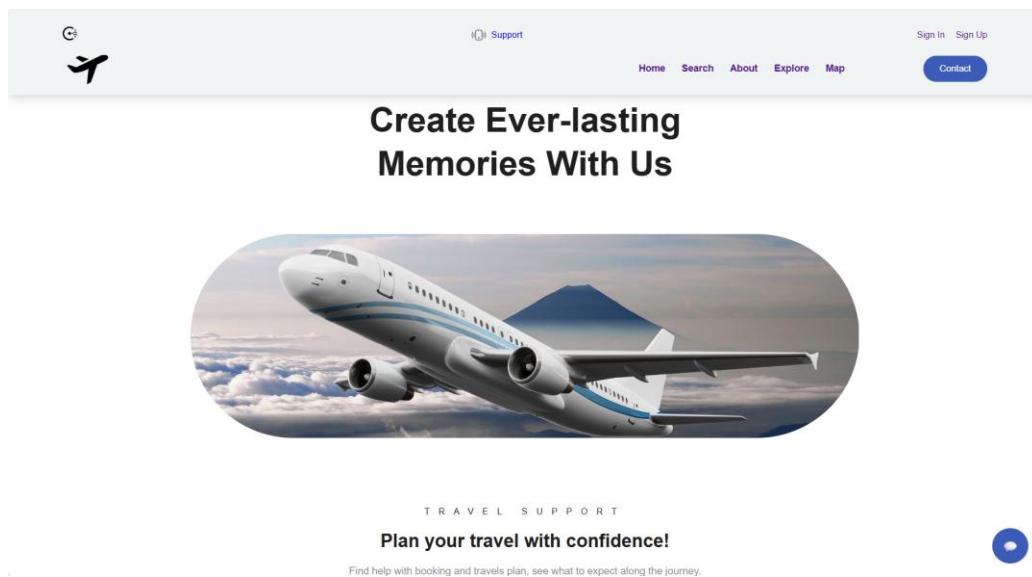 Support
Sign In Sign Up
Home Search About Explore Map Contact
Create Ever-lasting
Memories With Us
TRAVEL SUPPORT
Plan your travel with confidence!
Find help with booking and travels plan, see what to expect along the journey.